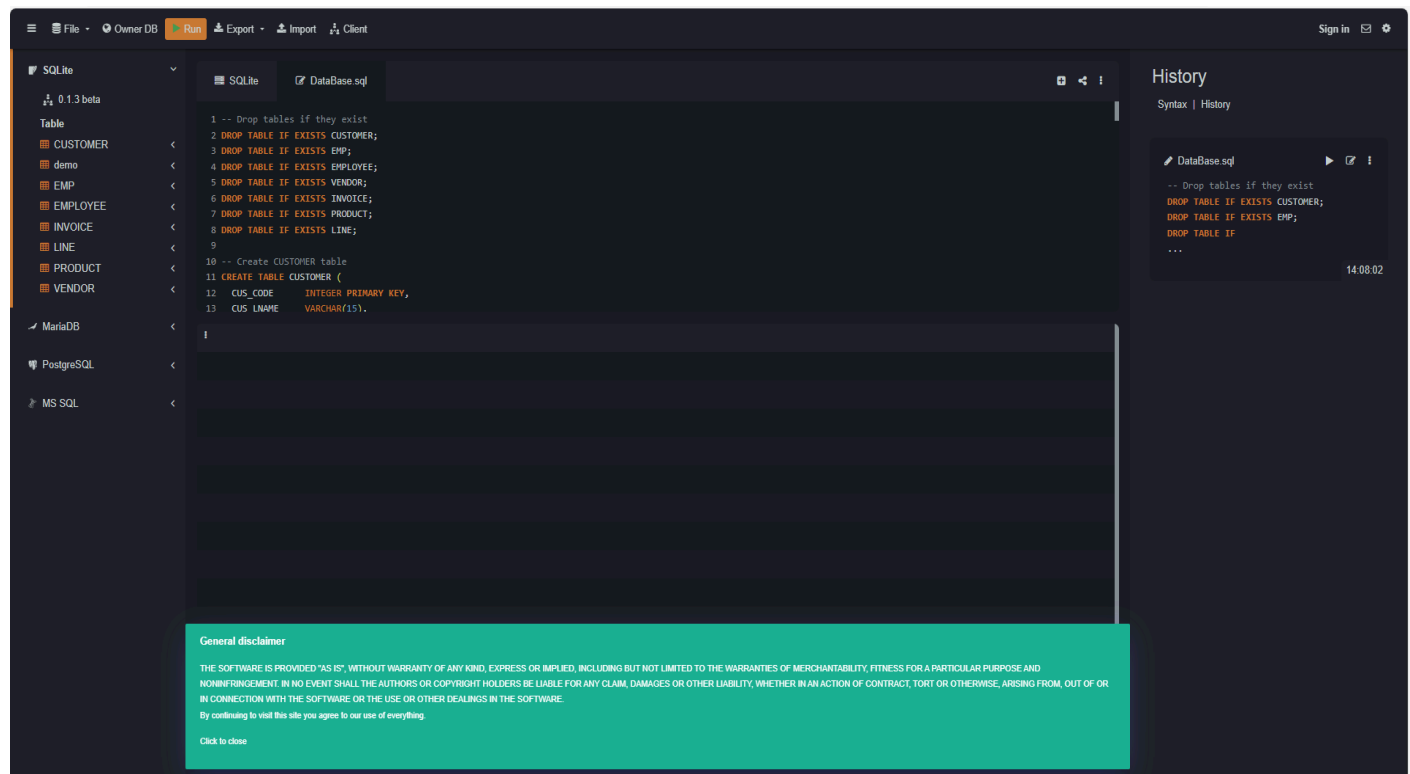 File Owner DB Run Export Import Client Sign in
SQLite
0.1.3 beta
Table
CUSTOMER
demo
EMP
EMPLOYEE
INVOICE
LINE
PRODUCT
VENDOR
MariaDB
PostgreSQL
MS SQL
SQLite DataBase.sql
1 -- Drop tables if they exist
2 DROP TABLE IF EXISTS CUSTOMER;
3 DROP TABLE IF EXISTS EMP;
4 DROP TABLE IF EXISTS EMPLOYEE;
5 DROP TABLE IF EXISTS VENDOR;
6 DROP TABLE IF EXISTS INVOICE;
7 DROP TABLE IF EXISTS PRODUCT;
8 DROP TABLE IF EXISTS LINE;
9
10 -- Create CUSTOMER table
11 CREATE TABLE CUSTOMER (
12 CUS_CODE INTEGER PRIMARY KEY,
13 CUS_LNAME VARCHAR(15),
History
Syntax | History
DataBase.sql
-- Drop tables if they exist
DROP TABLE IF EXISTS CUSTOMER;
DROP TABLE IF EXISTS EMP;
DROP TABLE IF
...
14:08:02
General disclaimer
THE SOFTWARE IS PROVIDED "AS IS", WITHOUT WARRANTY OF ANY KIND, EXPRESS OR IMPLIED, INCLUDING BUT NOT LIMITED TO THE WARRANTIES OF MERCHANTABILITY, FITNESS FOR A PARTICULAR PURPOSE AND
NONINFRINGEMENT. IN NO EVENT SHALL THE AUTHORS OR COPYRIGHT HOLDERS BE LIABLE FOR ANY CLAIM, DAMAGES OR OTHER LIABILITY, WHETHER IN AN ACTION OF CONTRACT, TORT OR OTHERWISE, ARISING FROM, OUT OF OR
IN CONNECTION WITH THE SOFTWARE OR THE USE OR OTHER DEALINGS IN THE SOFTWARE.
By continuing to visit this site you agree to our use of everything.
Click to close